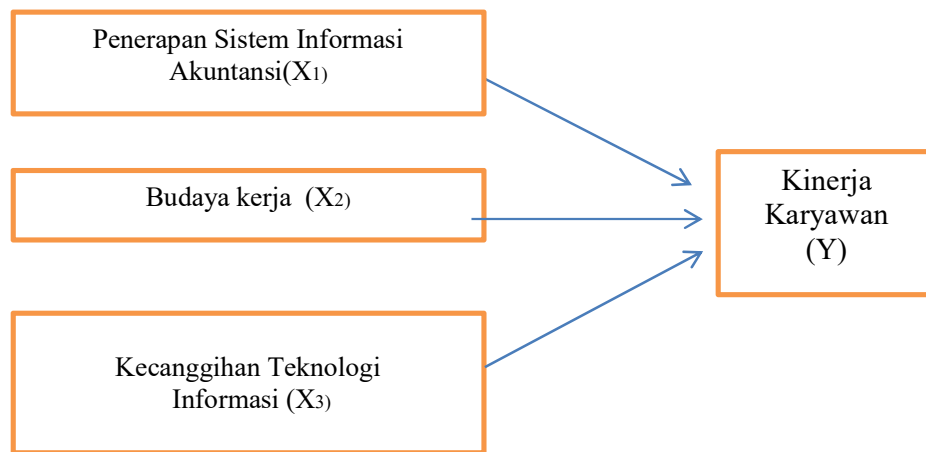 Penerapan Sistem Informasi
Akuntansi(X1)
Budaya kerja (X2)
Kinerja
Karyawan
(Y)
Kecanggihan Teknologi
Informasi (X3)